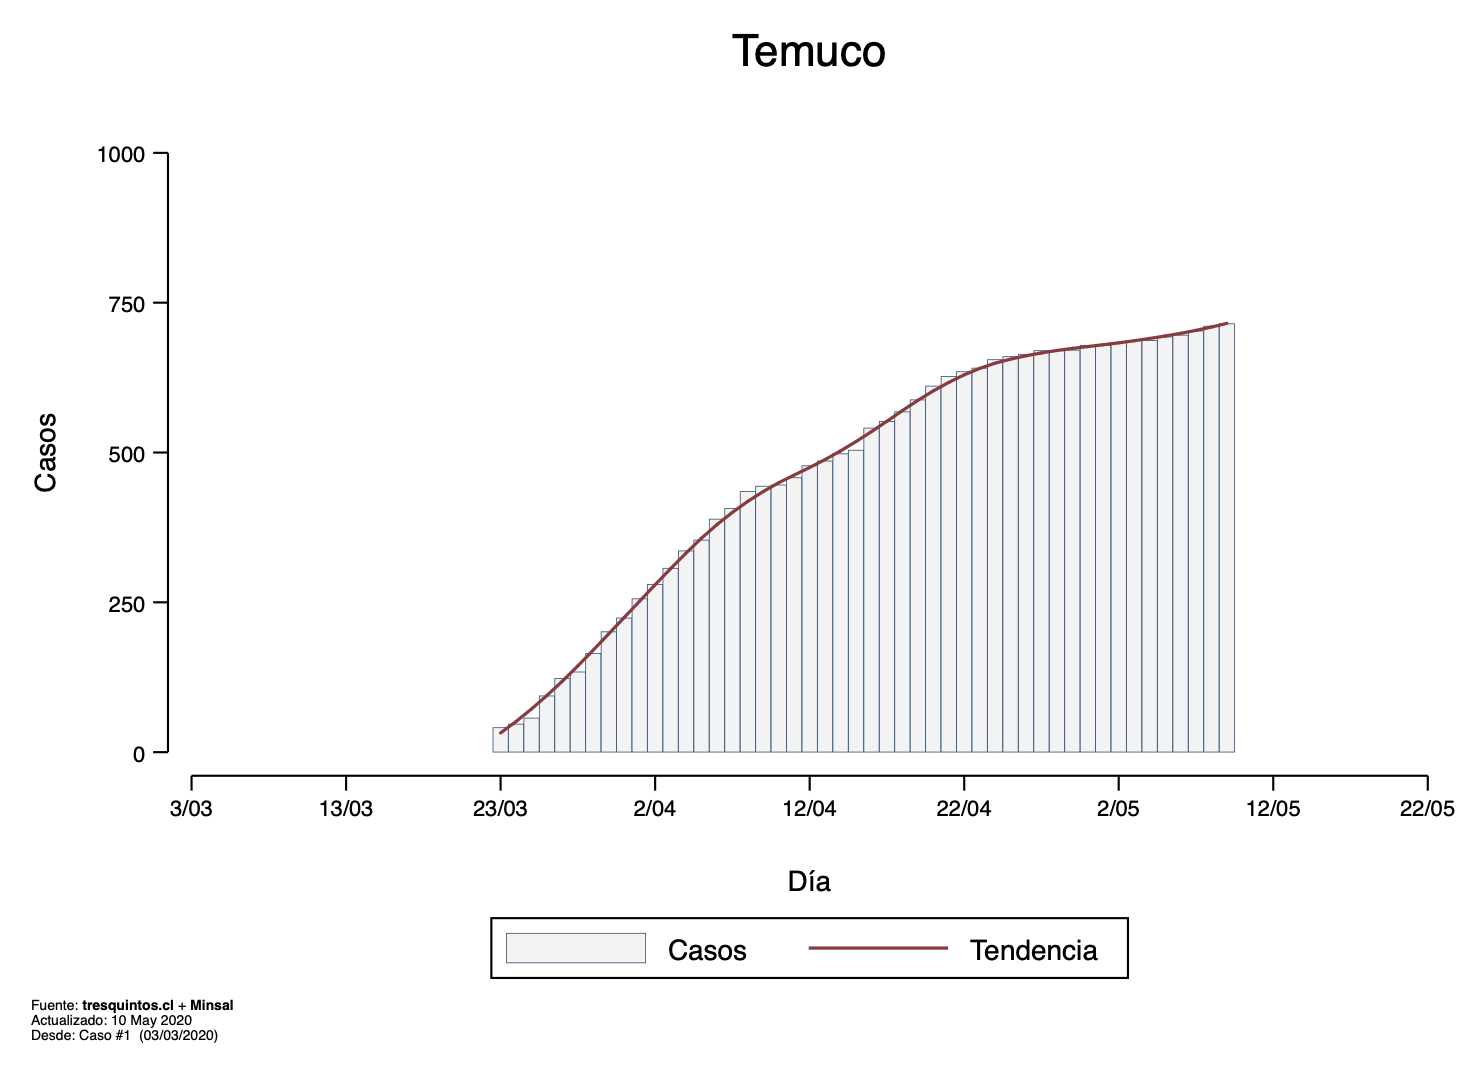 Temuco
1000
750
500
250
0
Casos
3/03 13/03 23/03 2/04 12/04 22/04 2/05 12/05 22/05
Día
Casos Tendencia
Fuente: tresquintos.cl + Minsal
Actualizado: 10 May 2020
Desde: Caso #1 (03/03/2020)